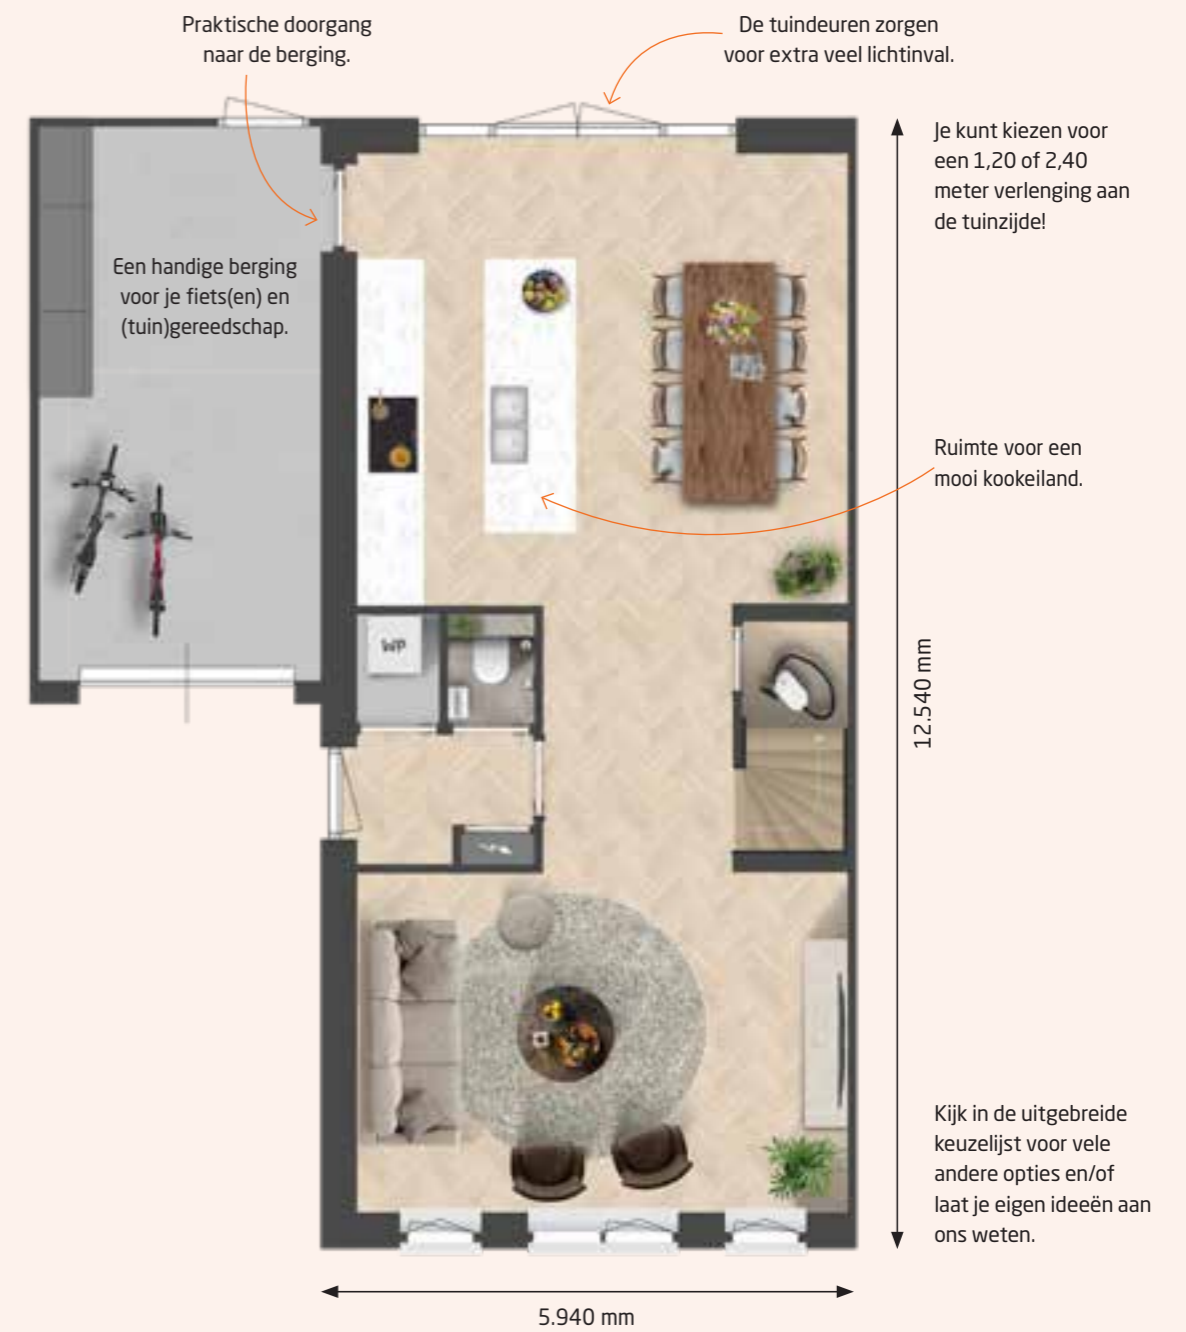 Praktische doorgang
naar de berging.
De tuindeuren zorgen
voor extra veel lichtinval.
Je kunt kiezen voor
een 1,20 of 2,40
meter verlenging aan
de tuinzijde!
Een handige berging
voor je fiets(en) en
(tuin)gereedschap.
Ruimte voor een
mooi kookeiland.
WP
12.540 mm
Kijk in de uitgebreide
keuzelijst voor vele
andere opties en/of
laat je eigen ideeën aan
ons weten.
5.940 mm